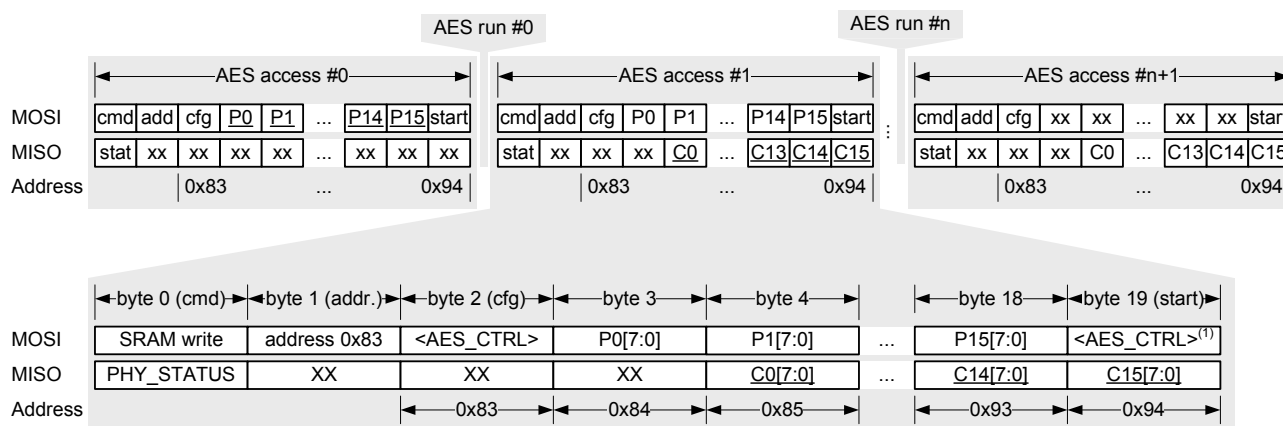 AES run #0
AES run #n
AES access #0
AES access #1
AES access #n+1
MOSI cmd add cfg P0 P1 ... P14 P15 start cmd add cfg P0 P1 ... P14 P15 start ... cmd add cfg xx xx ... xx xx start
MISO stat xx xx xx xx ... xx xx xx stat xx xx xx C0 ... C13 C14 C15 stat xx xx xx C0 ... C13 C14 C15
Address 0x83 ... 0x94 0x83 ... 0x94 0x83 ... 0x94
byte 0 (cmd) byte 1 (addr.) byte 2 (cfg) byte 3 byte 4 byte 18 byte 19 (start)
MOSI SRAM write address 0x83 <AES_CTRL> P0[7:0] P1[7:0] ... P15[7:0] <AES_CTRL>(1)
MISO PHY_STATUS XX XX XX C0[7:0] ... C14[7:0] C15[7:0]
Address 0x83 0x84 0x85 ... 0x93 0x94